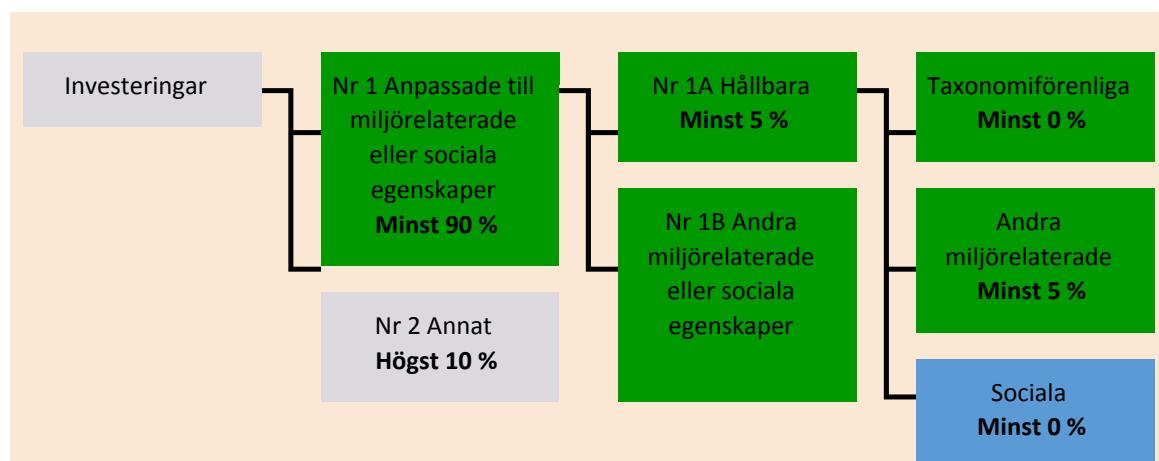 Investeringar
Nr 1 Anpassade till
miljörelaterade
eller sociala
egenskaper
Minst 90 %
Nr 2 Annat
Högst 10 %
Nr 1A Hållbara
Minst 5 %
Nr 1B Andra
miljörelaterade
eller sociala
egenskaper
Taxonomiförenliga
Minst 0 %
Andra
miljörelaterade
Minst 5 %
Sociala
Minst 0 %